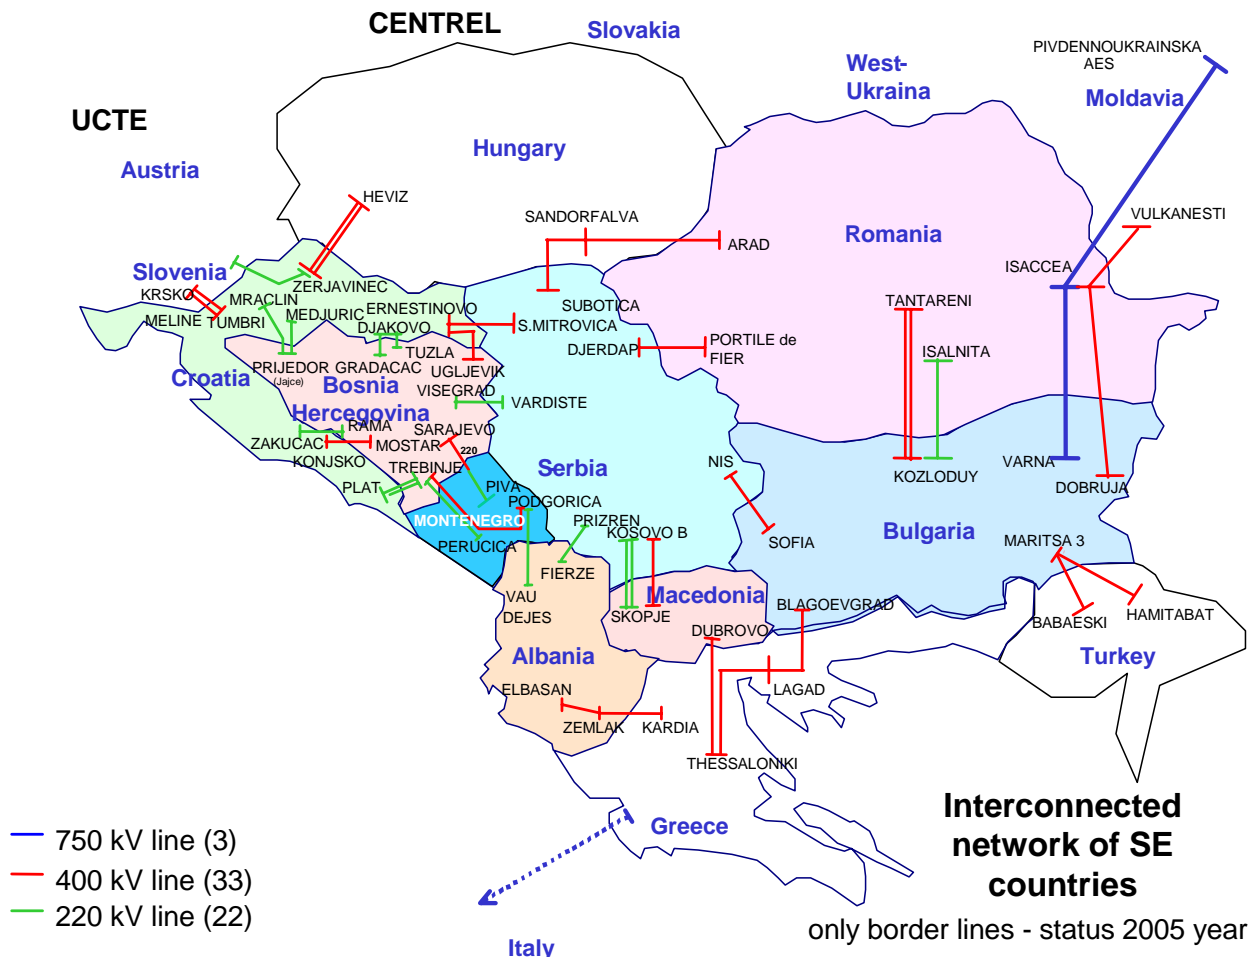 CENTREL
Slovakia
PIVDENNOUKRAINSKA
AES
West-
Ukraina
Moldavia
UCTE
Austria
Hungary
HEVIZ
SANDORFALVA
ARAD
Romania
VULKANESTI
ISACCEA
Slovenia
KRSKO
ZERJAVINEC
MRACLIN
MELINE
TUMBRI
MEDJURIC
ERNESTINOVO
DJAKOVO
SUBOTICA
S.MITROVICA
TANTARENI
ISALNITA
DJERDAP
PORTILE de
FIER
TUZLA
UGLJEVIK
PRIJEDOR
(Jajce)
GRADACAC
Croatia
Bosnia
Hercegovina
VISEGRAD
VARDISTE
RAMA
SARAJEVO
220
ZAKUCAC
KONJSKO
MOSTAR
TREBINJE
Serbia
NIS
KOZLODUY
VARNA
DOBRUJA
PLAT
PIVA
PODGORICA
MONTENEGRO
PERUCICA
PRIZREN
KOSOVO B
SOFIA
Bulgaria
MARITSA 3
FIERZE
VAU
DEJES
Macedonia
SKOPJE
DUBROVO
BLAGOEVGRAD
BABAESKI
HAMITABAT
Turkey
Albania
ELBASAN
ZEMLAK
KARDIA
LAGAD
THESSALONIKI
Greece
Italy
750 kV line (3)
400 kV line (33)
220 kV line (22)
Interconnected
network of SE
countries
only border lines - status 2005 year